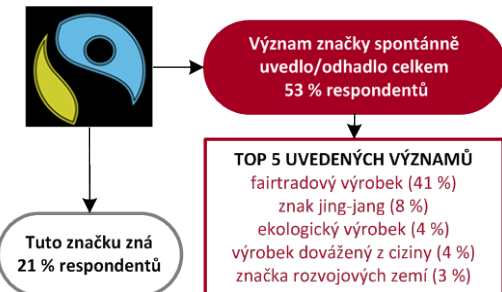 Význam značky spontánně
uvedlo/odhadlo celkem
53 % respondentů
TOP 5 UVEDENÝCH VÝZNAMŮ
fairtradový výrobek (41 %)
znak jing-jang (8 %)
ekologický výrobek (4 %)
výrobek dovážený z ciziny (4 %)
značka rozvojových zemí (3 %)
Tuto značku zná
21 % respondentů